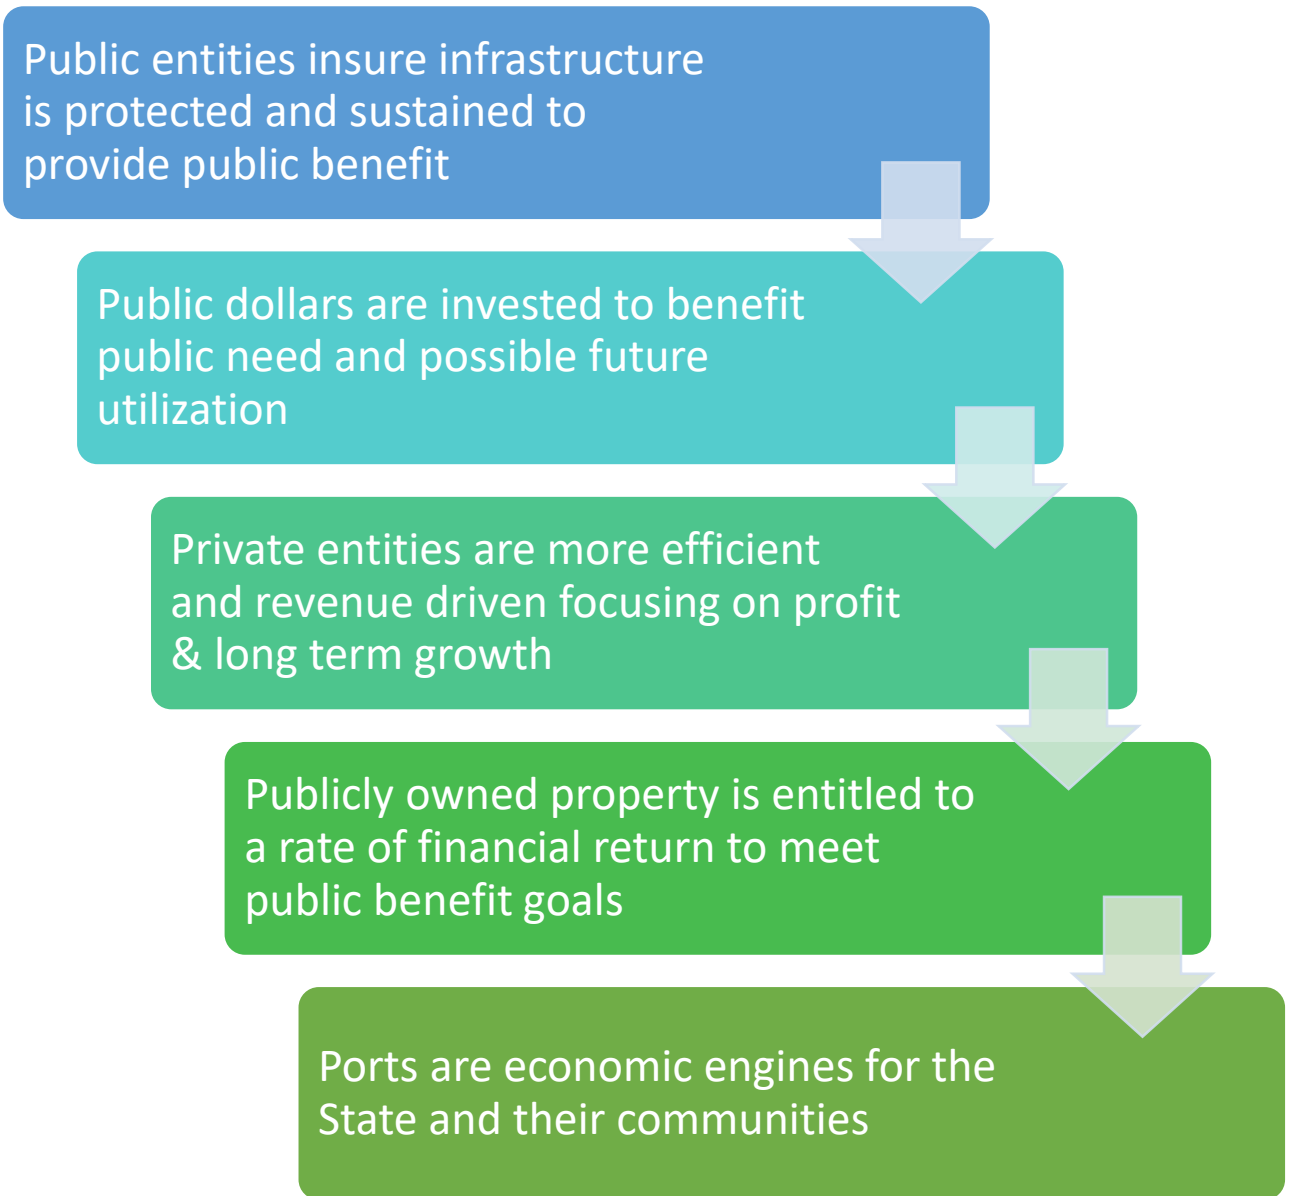 Public entities insure infrastructure
is protected and sustained to
provide public benefit
Public dollars are invested to benefit
public need and possible future
utilization
Private entities are more efficient
and revenue driven focusing on profit
& long term growth
Publicly owned property is entitled to
a rate of financial return to meet
public benefit goals
Ports are economic engines for the
State and their communities